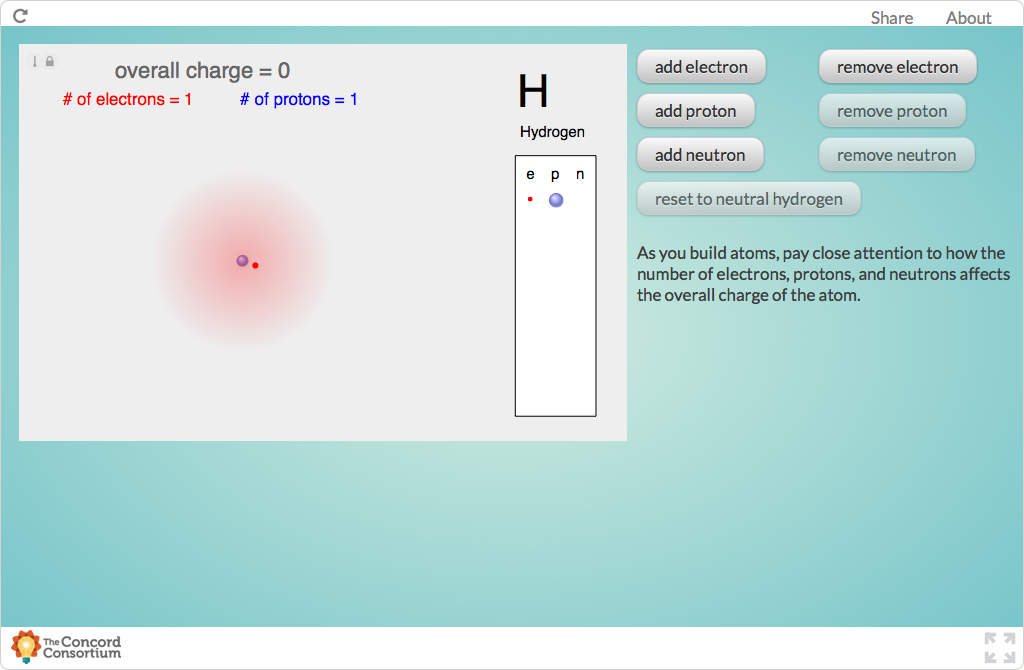 Share About
overall charge = 0
# of electrons = 1 # of protons = 1
H
Hydrogen
e p n
add electron remove electron
add proton remove proton
add neutron remove neutron
reset to neutral hydrogen
As you build atoms, pay close attention to how the
number of electrons, protons, and neutrons affects
the overall charge of the atom.
The Concord
Consortium